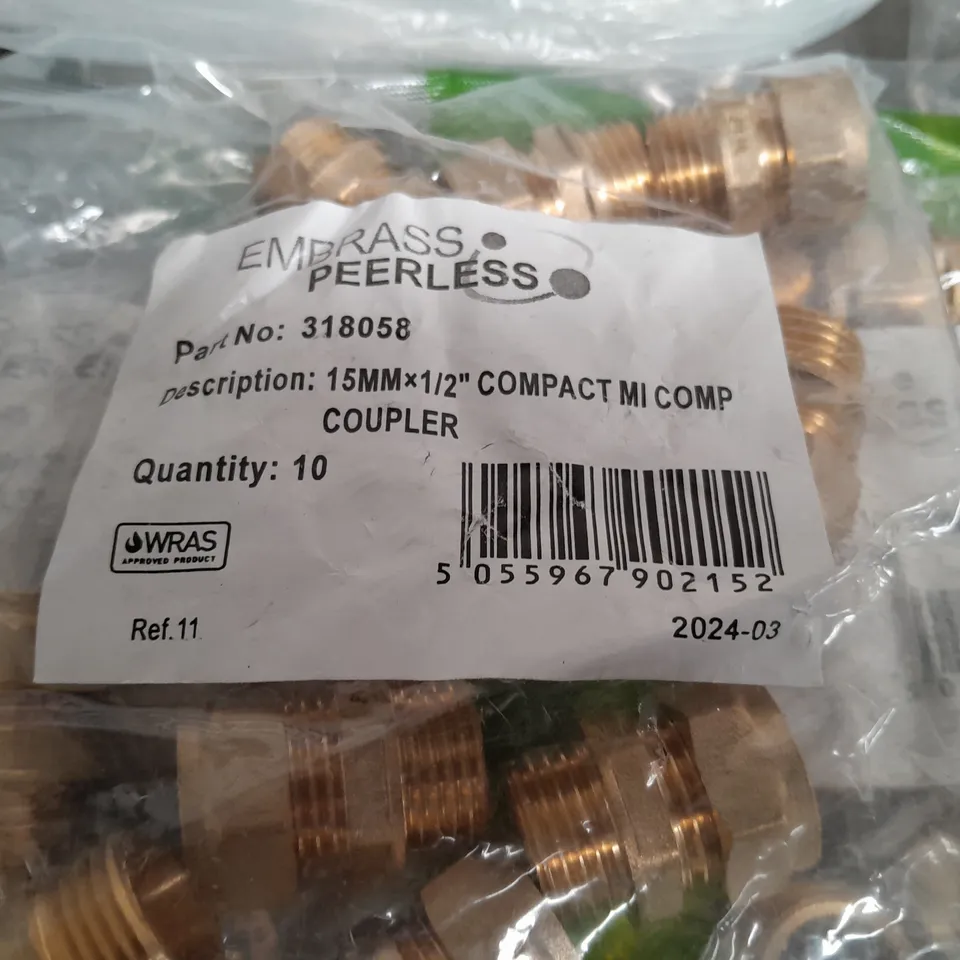 EMBRASS
PEERLESS
Part No: 318058
Description: 15MM×1/2" COMPACT MI COMP
COUPLER
Quantity: 10
WRAS
APPROVED PRODUCT
5 055967 902152
Ref.11
2024-03